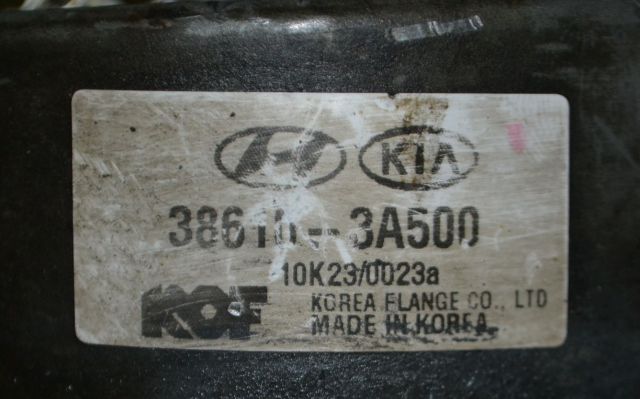 H KIA
38610-3A500
10K23/0023a
KOF KOREA FLANGE CO., LTD
MADE IN KOREA